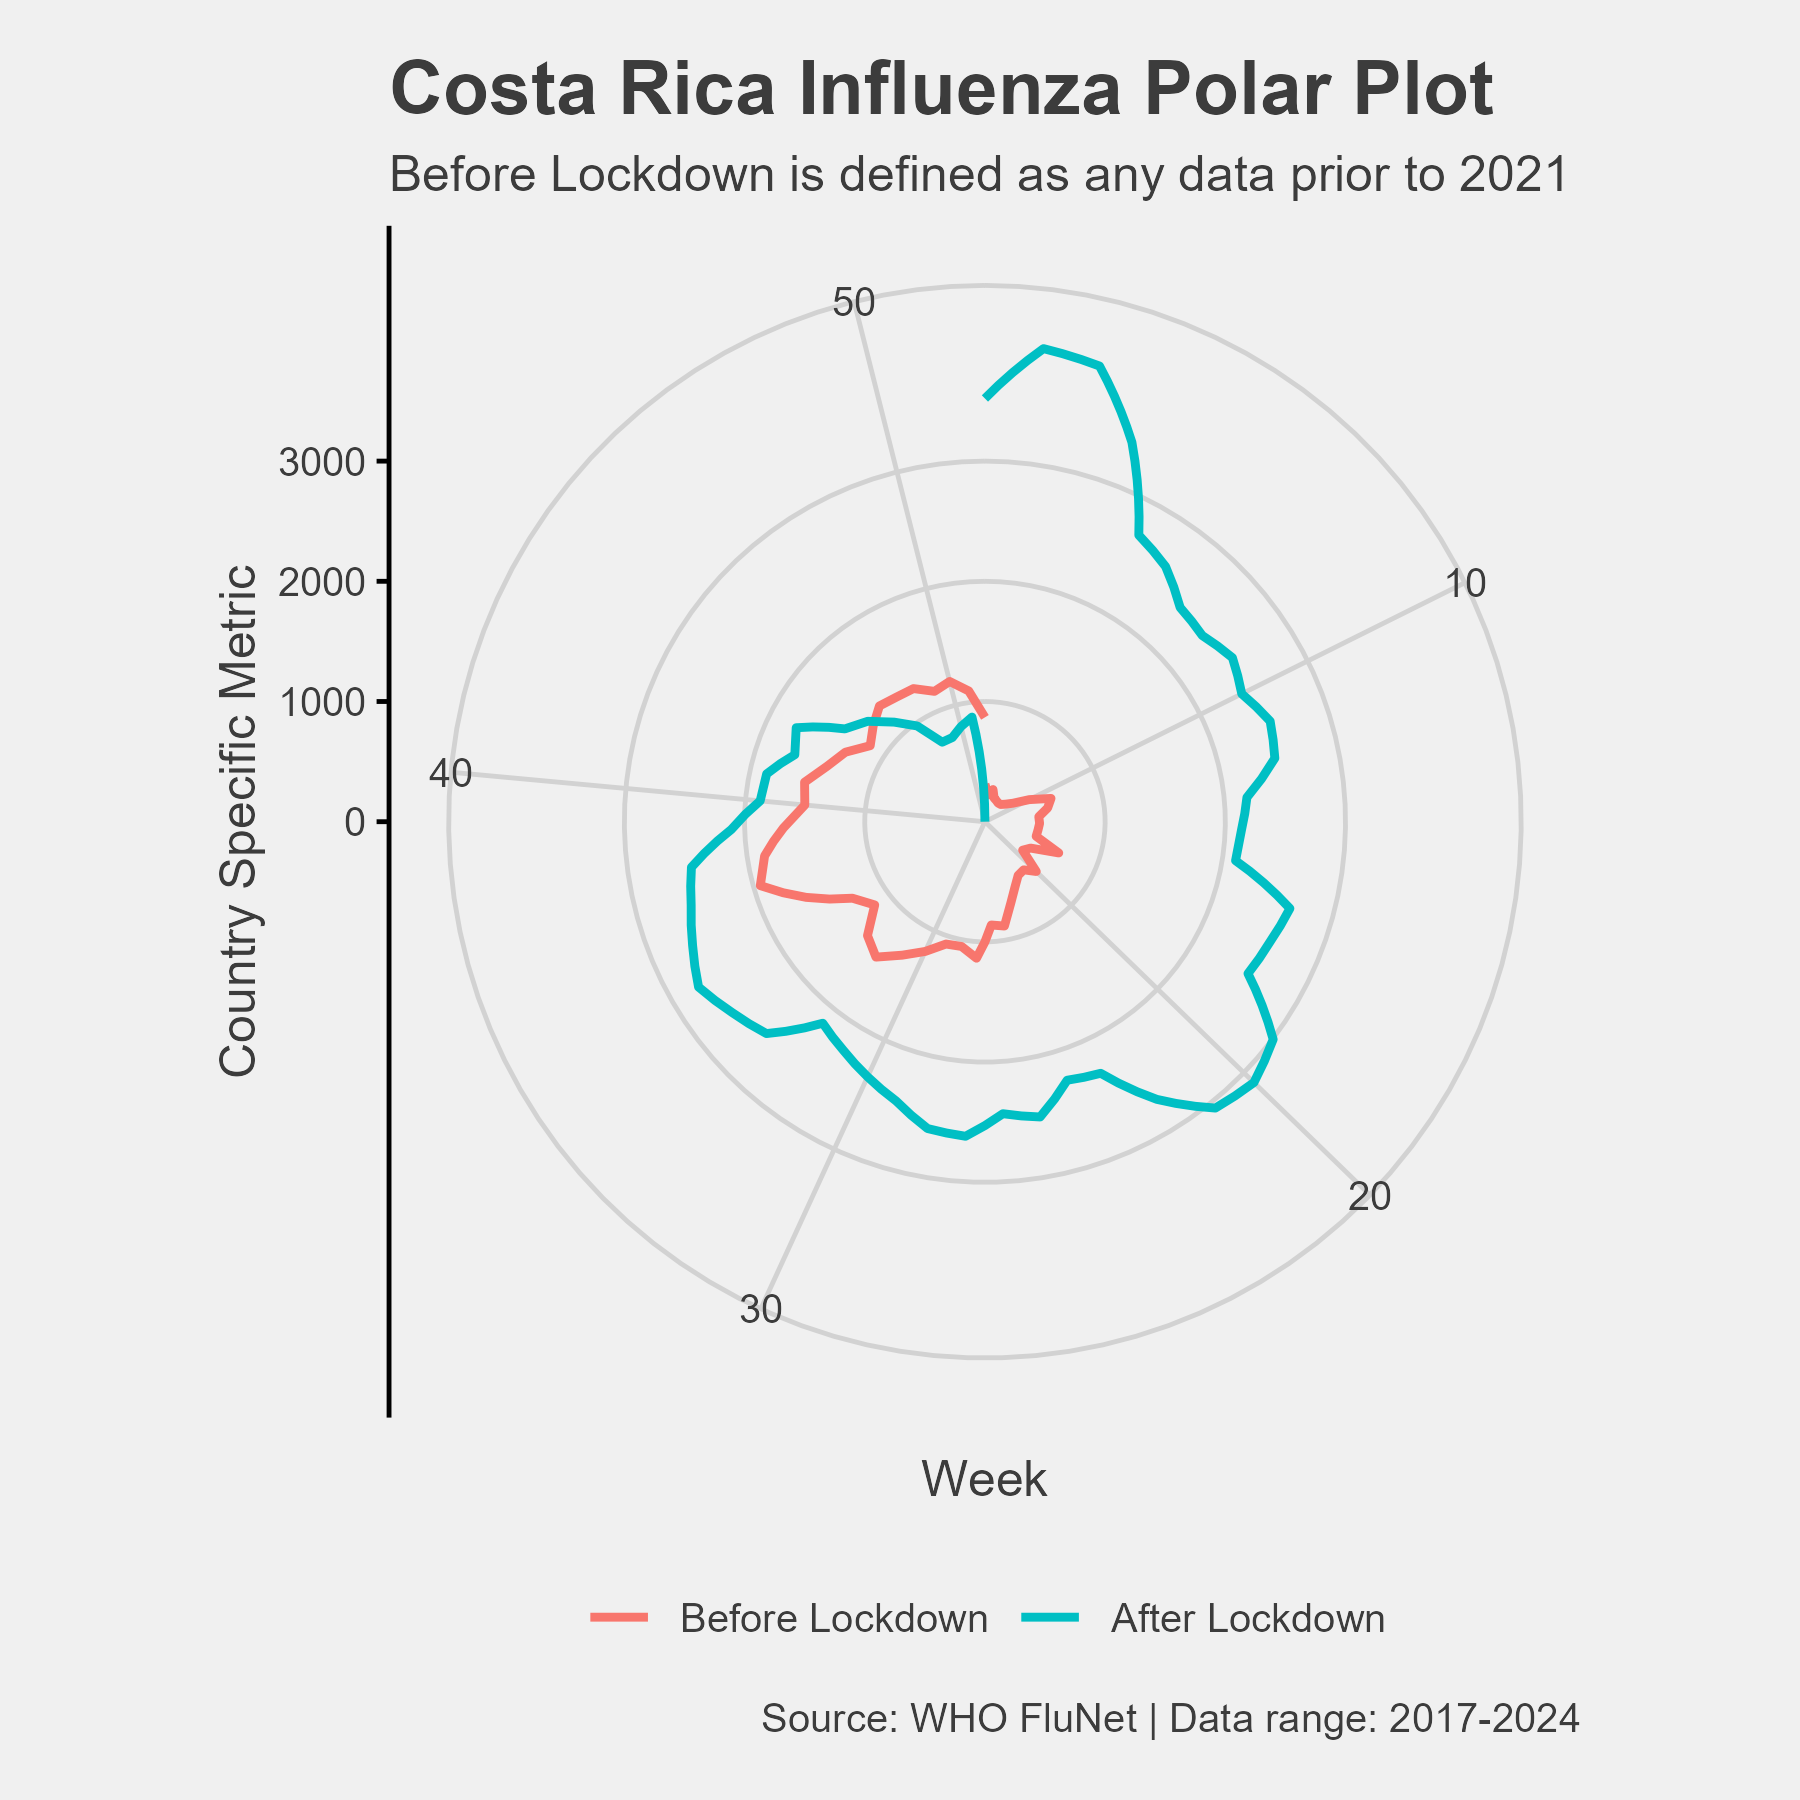 Costa Rica Influenza Polar Plot
Before Lockdown is defined as any data prior to 2021
50
3000
10
2000
Country Specific Metric
1000
40
0
20
30
Week
Before Lockdown
After Lockdown
Source: WHO FluNet | Data range: 2017-2024